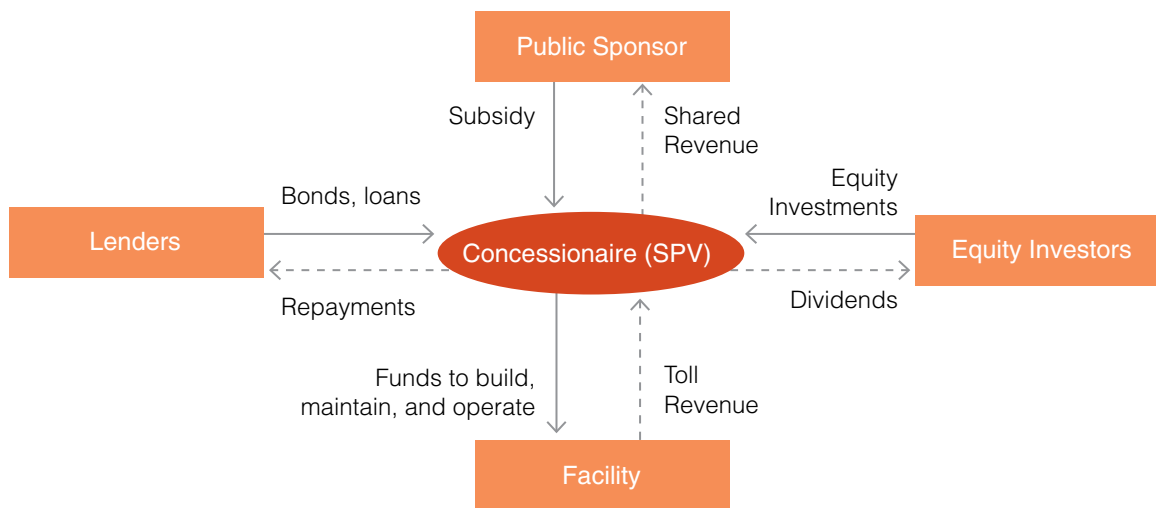 Public Sponsor
Subsidy
Shared
Revenue
Bonds, loans
Equity
Investments
Lenders
Concessionaire (SPV)
Equity Investors
Repayments
Dividends
Funds to build,
maintain, and operate
Toll
Revenue
Facility